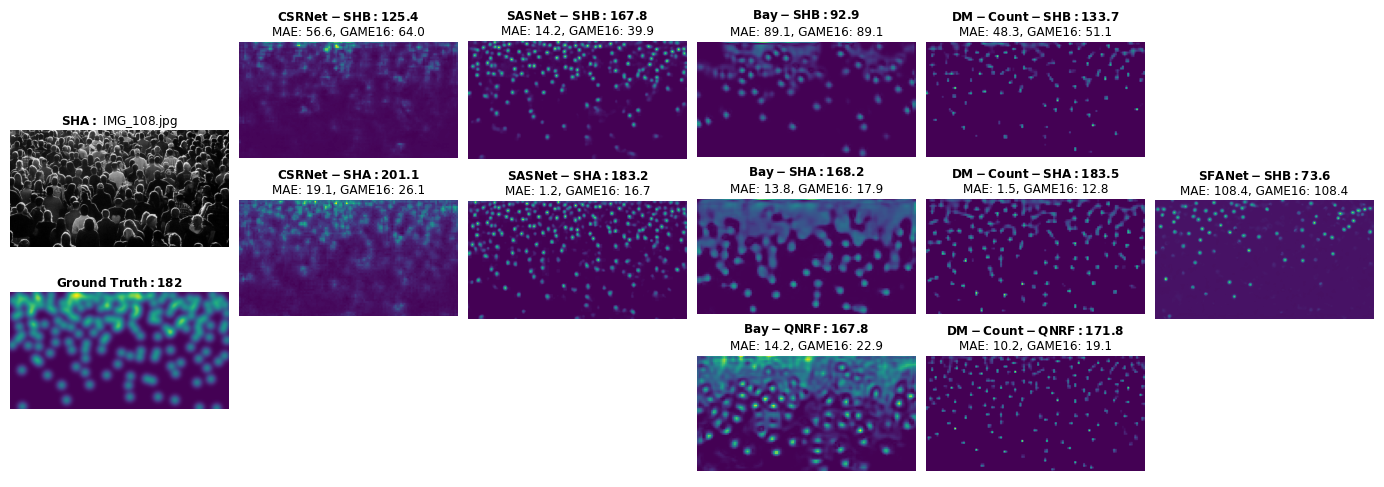 SHA: IMG_108.jpg
Ground Truth:182
CSRNet-SHB:125.4
MAE: 56.6, GAME16: 64.0
SASNet-SHB:167.8
MAE: 14.2, GAME16: 39.9
Bay-SHB:92.9
MAE: 89.1, GAME16: 89.1
DM-Count-SHB:133.7
MAE: 48.3, GAME16: 51.1
CSRNet-SHA:201.1
MAE: 19.1, GAME16: 26.1
SASNet-SHA:183.2
MAE: 1.2, GAME16: 16.7
Bay-SHA:168.2
MAE: 13.8, GAME16: 17.9
DM-Count-SHA:183.5
MAE: 1.5, GAME16: 12.8
SFANet-SHB:73.6
MAE: 108.4, GAME16: 108.4
Bay-QNRF:167.8
MAE: 14.2, GAME16: 22.9
DM-Count-QNRF:171.8
MAE: 10.2, GAME16: 19.1